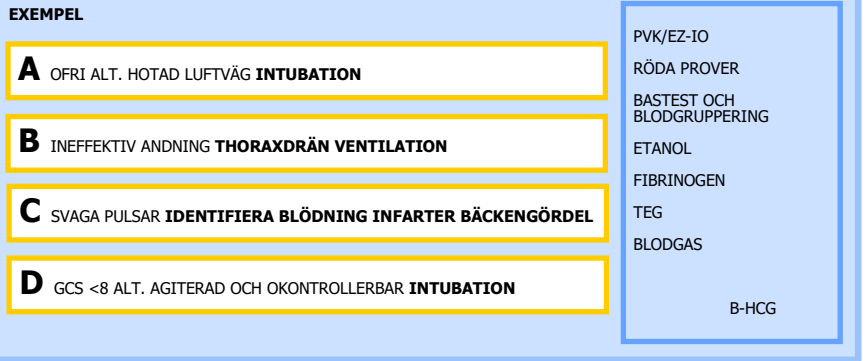 EXEMPEL
A OFRI ALT. HOTAD LUFTVÄG INTUBATION
B INEFFEKTIV ANDNING THORAXDRÄN VENTILATION
C SVAGA PULSAR IDENTIFIERA BLÖDNING INFARTER BÄCKENGÖRDEL
D GCS <8 ALT. AGITERAD OCH OKONTROLLERBAR INTUBATION
PVK/EZ-IO
RÖDA PROVER
BASTEST OCH
BLODGRUPPERING
ETANOL
FIBRINOGEN
TEG
BLODGAS
B-HCG